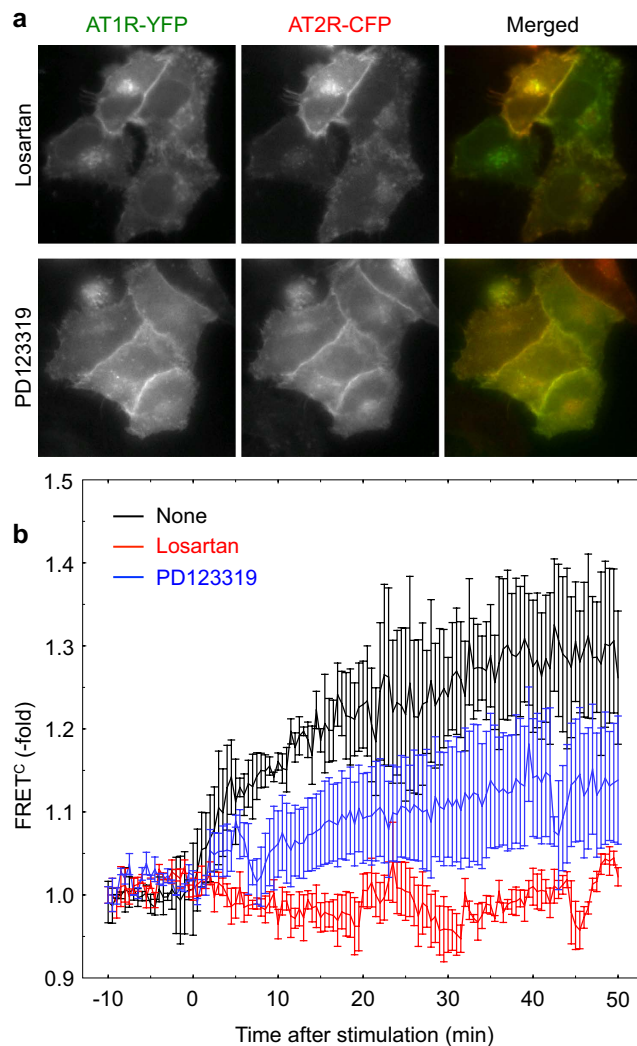 a
AT1R-YFP AT2R-CFP Merged
Losartan
PD123319
b
1.5
1.4
1.3
1.2
1.1
1.0
0.9
FRETᶜ (-fold)
None
Losartan
PD123319
-10 0 10 20 30 40 50
Time after stimulation (min)